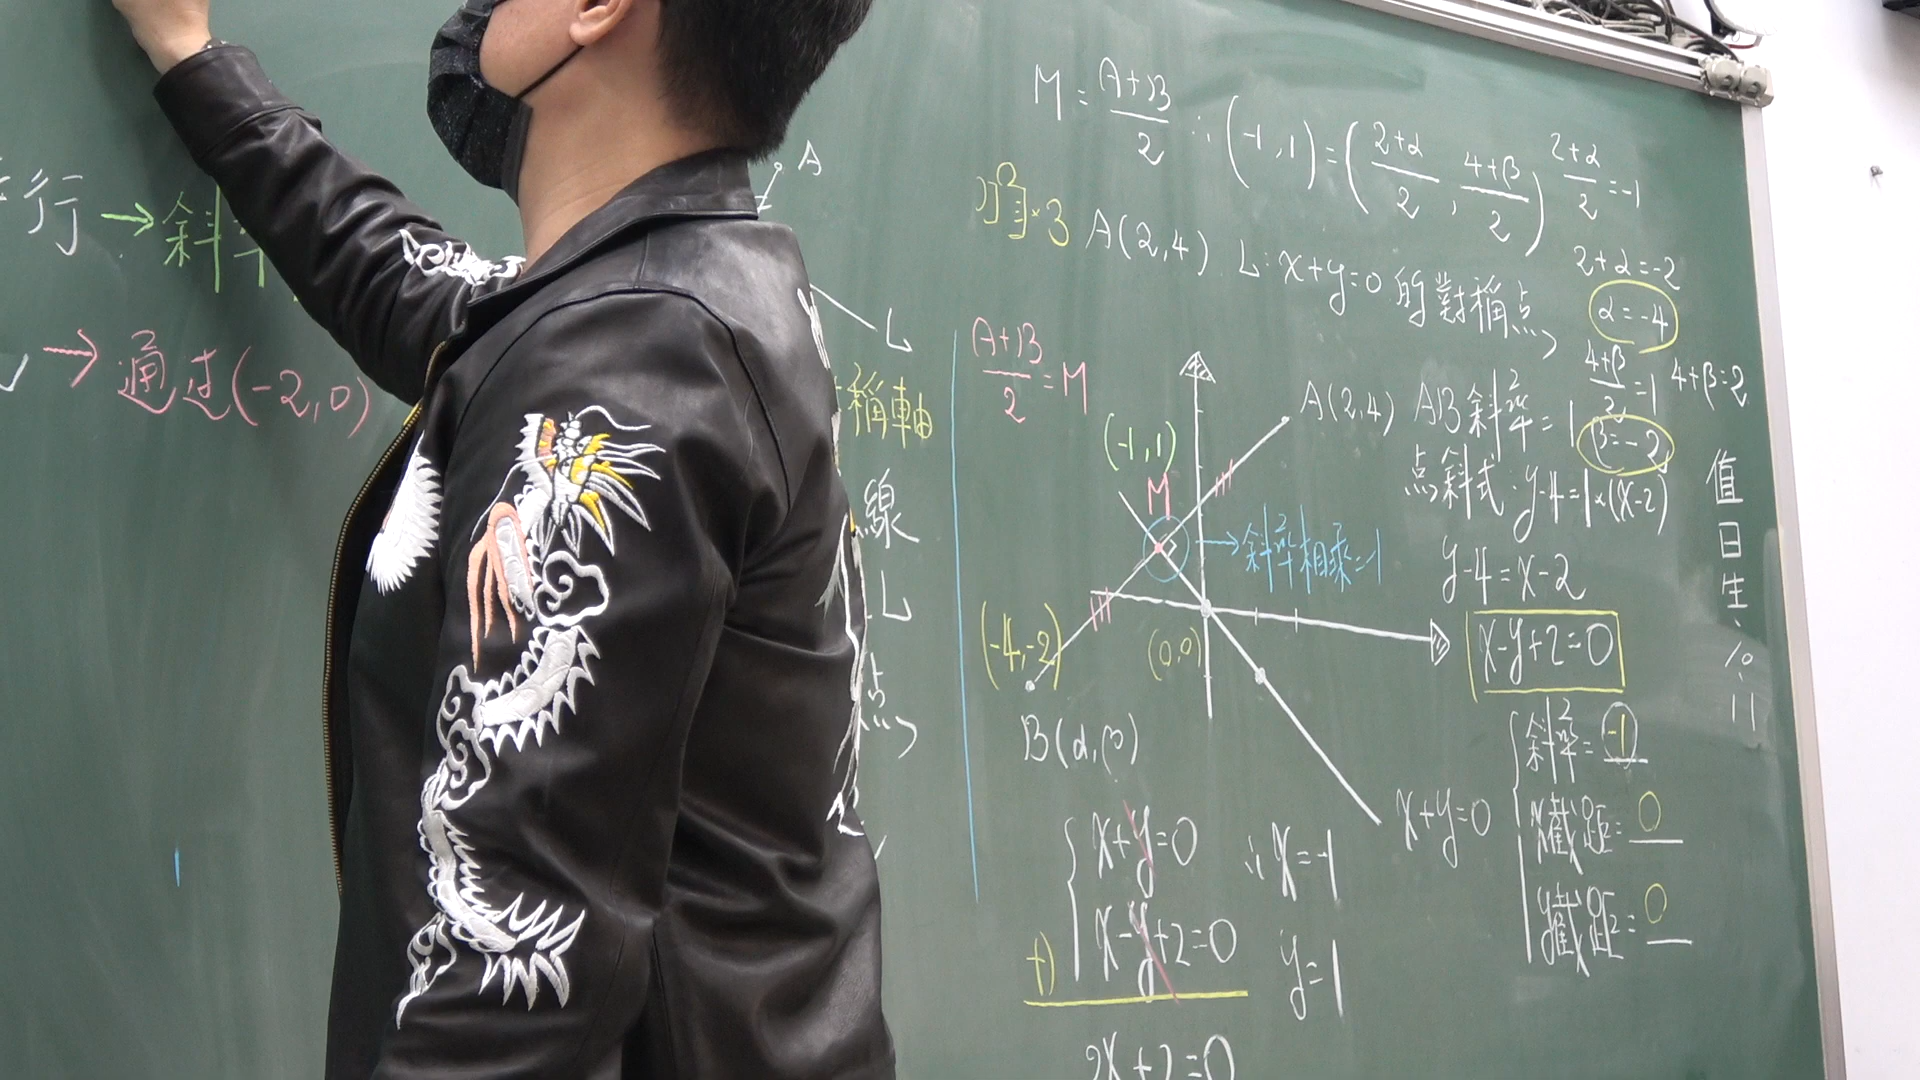 行 → 斜率
→ 通过(-2,0)
A
L
稱軸
線
L
点
M = A+B/2 ∴ (-1,1) = (2+α/2, 4+β/2)
2+α/2 = -1
2+α = -2
α = -4
4+β/2 = 1
4+β = 2
β = -2
×3 A(2,4) L: x+y=0 的對稱点
A+B/2 = M
(-1,1)
M
A(2,4)
→ 斜率相乘=-1
(-4,-2)
(0,0)
B(α,β)
x+y=0
AB斜率 = 1
点斜式: y-4=1×(x-2)
y-4=x-2
x-y+2=0
斜率= -1
x截距= 0
y截距= 0
x+y=0
+) x-y+2=0
2x+2=0
∴ x=-1
y=1
值日生:10.11